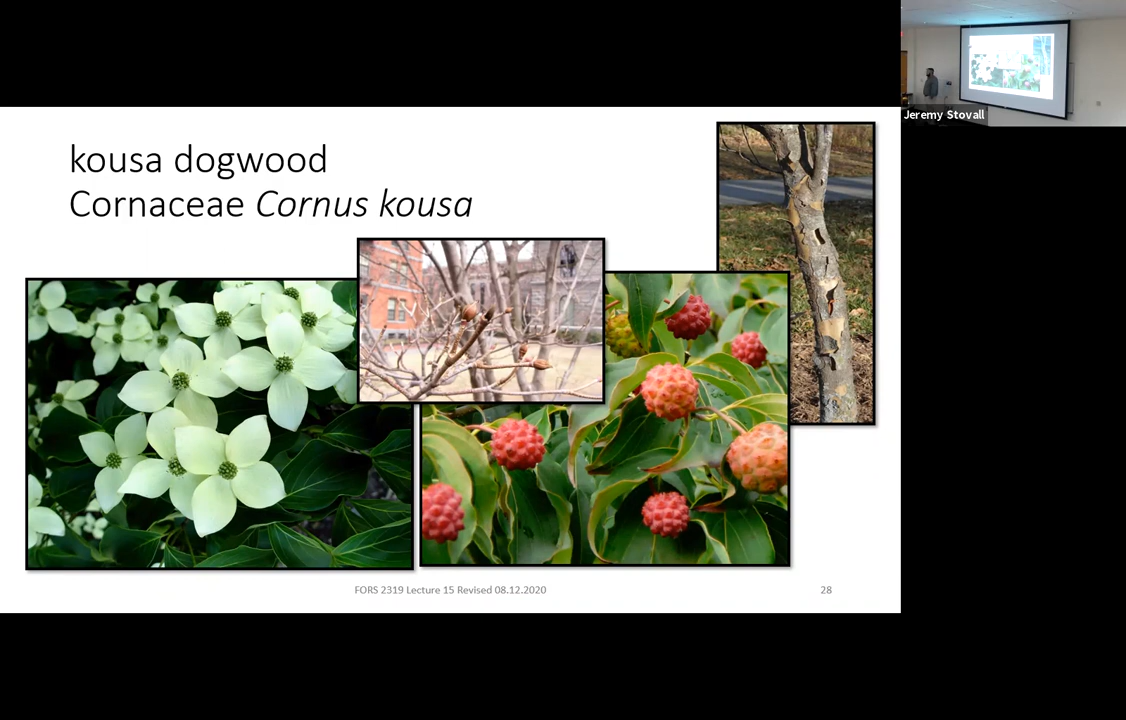 kousa dogwood
Cornaceae Cornus kousa
FORS 2319 Lecture 15 Revised 08.12.2020
28
Jeremy Stovall